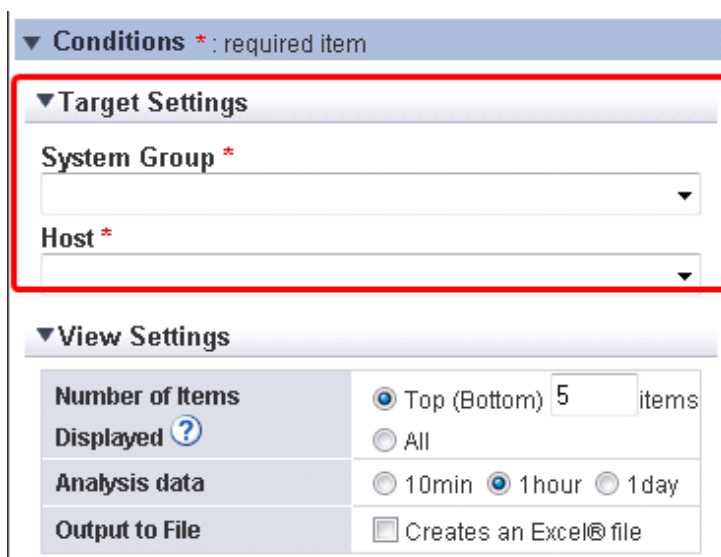 Conditions * : required item
Target Settings
System Group *
Host *
View Settings
Number of Items Displayed ?
Top (Bottom) 5 items
All
Analysis data
10min 1hour 1day
Output to File
Creates an Excel® file